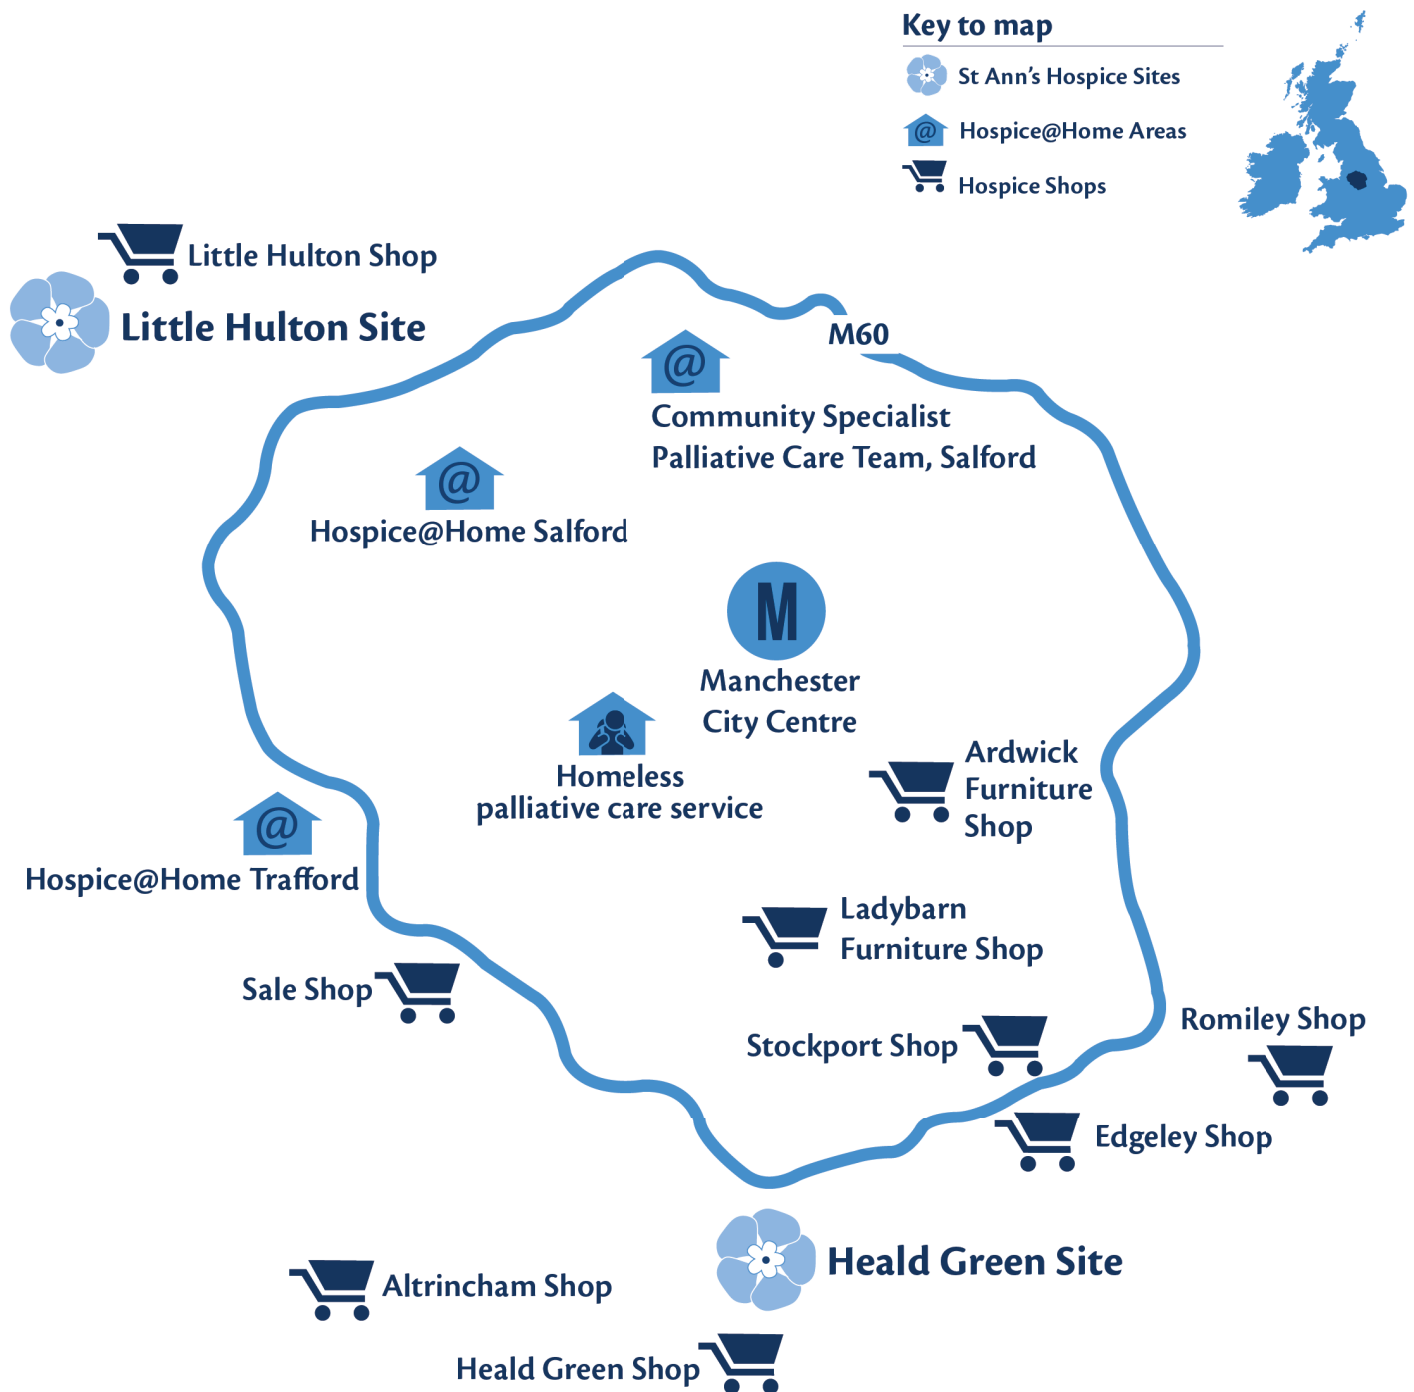 Key to map
St Ann's Hospice Sites
@
Hospice@Home Areas
Hospice Shops
Little Hulton Shop
Little Hulton Site
M60
@
Community Specialist
Palliative Care Team, Salford
@
Hospice@Home Salford
M
Manchester
City Centre
Homeless
palliative care service
Ardwick
Furniture
Shop
@
Hospice@Home Trafford
Ladybarn
Furniture Shop
Sale Shop
Stockport Shop
Romiley Shop
Edgeley Shop
Heald Green Site
Altrincham Shop
Heald Green Shop